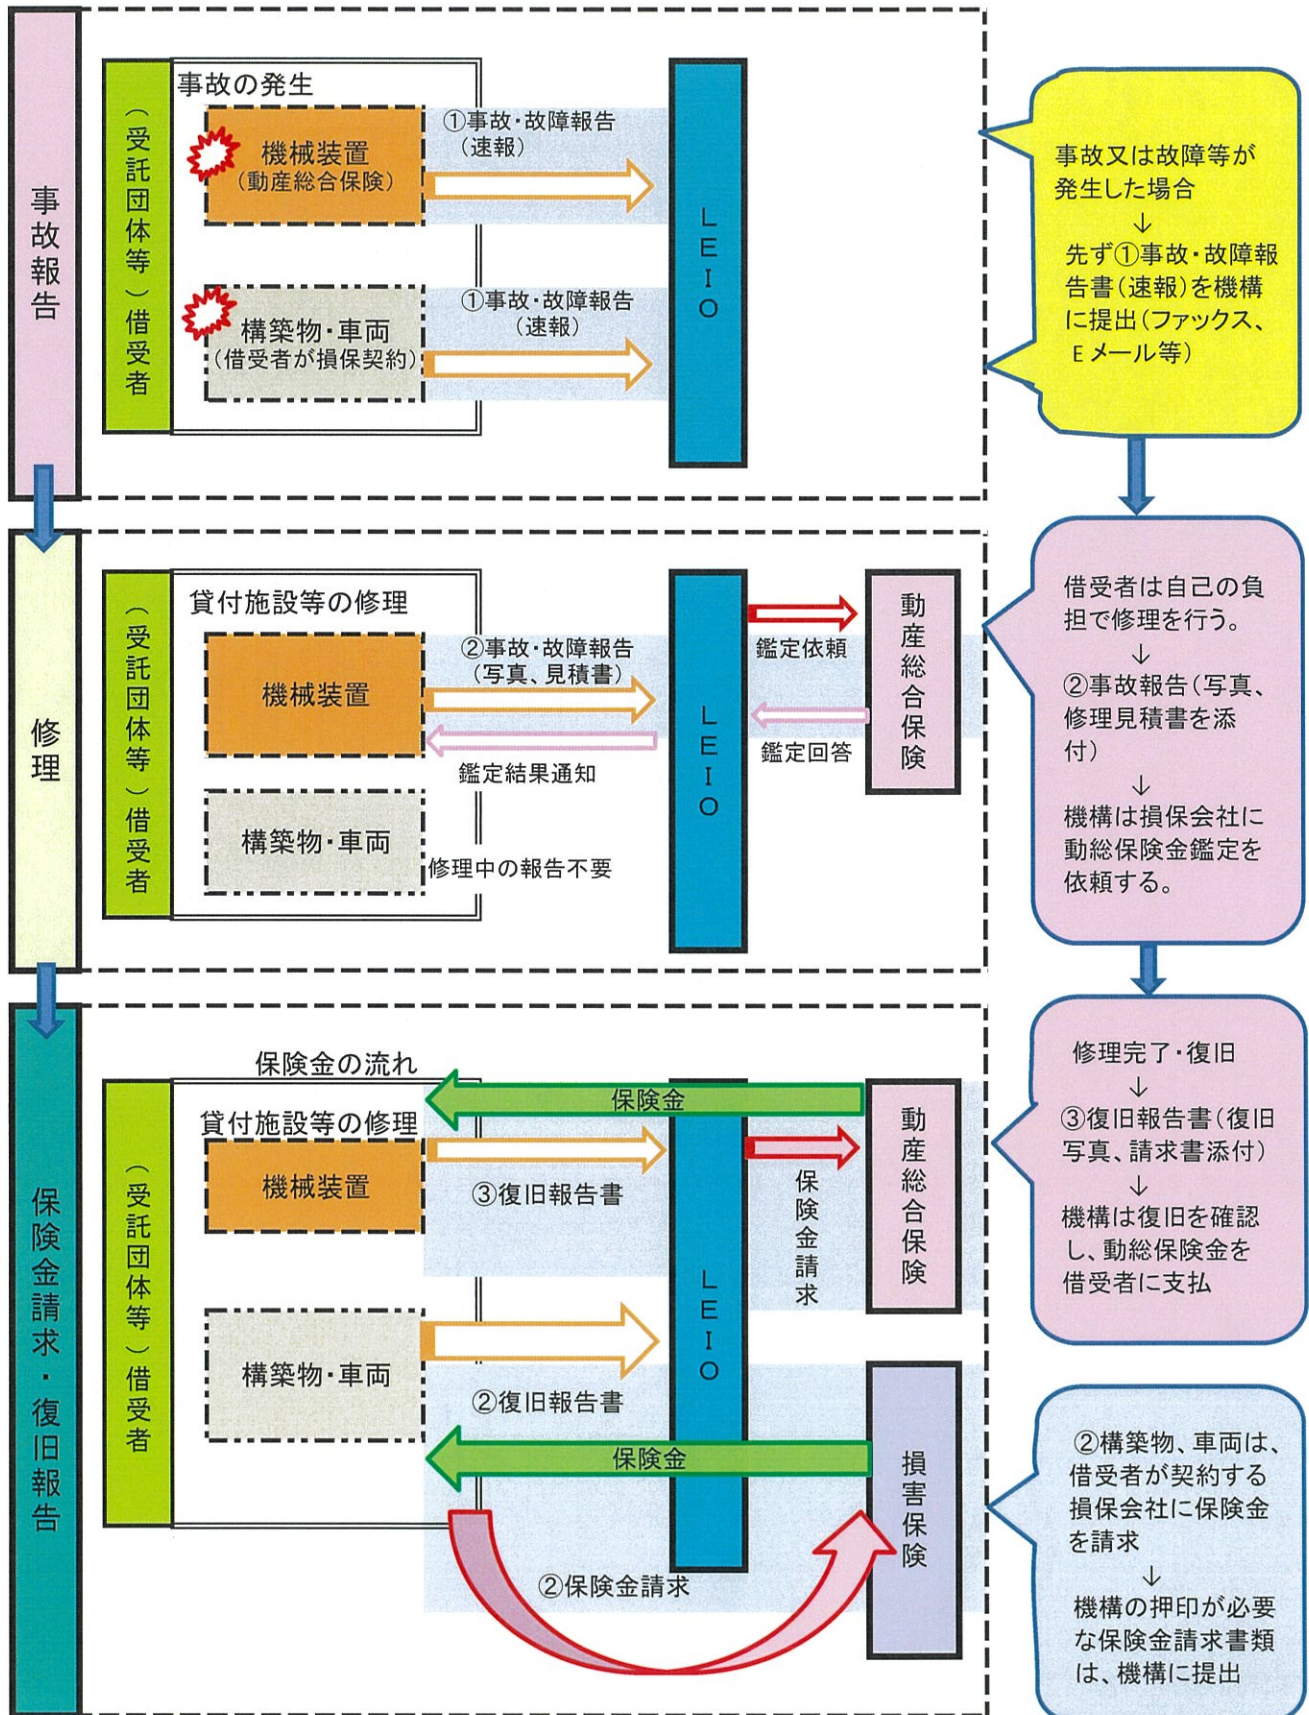 事故報告
(受託団体等)借受者
事故の発生
機械装置
(動産総合保険)
①事故・故障報告
(速報)
構築物・車両
(借受者が損保契約)
①事故・故障報告
(速報)
LEIO
事故又は故障等が
発生した場合
↓
先ず①事故・故障報
告書(速報)を機構
に提出(ファックス、
Eメール等)
修理
(受託団体等)借受者
貸付施設等の修理
機械装置
②事故・故障報告
(写真、見積書)
鑑定結果通知
構築物・車両
修理中の報告不要
LEIO
鑑定依頼
鑑定回答
動産総合保険
借受者は自己の負
担で修理を行う。
↓
②事故報告(写真、
修理見積書を添
付)
↓
機構は損保会社に
動総保険金鑑定を
依頼する。
保険金請求・復旧報告
(受託団体等)借受者
保険金の流れ
保険金
貸付施設等の修理
機械装置
③復旧報告書
構築物・車両
②復旧報告書
保険金
②保険金請求
LEIO
保険金請求
動産総合保険
損害保険
修理完了・復旧
↓
③復旧報告書(復旧
写真、請求書添付)
↓
機構は復旧を確認
し、動総保険金を
借受者に支払
②構築物、車両は、
借受者が契約する
損保会社に保険金
を請求
↓
機構の押印が必要
な保険金請求書類
は、機構に提出